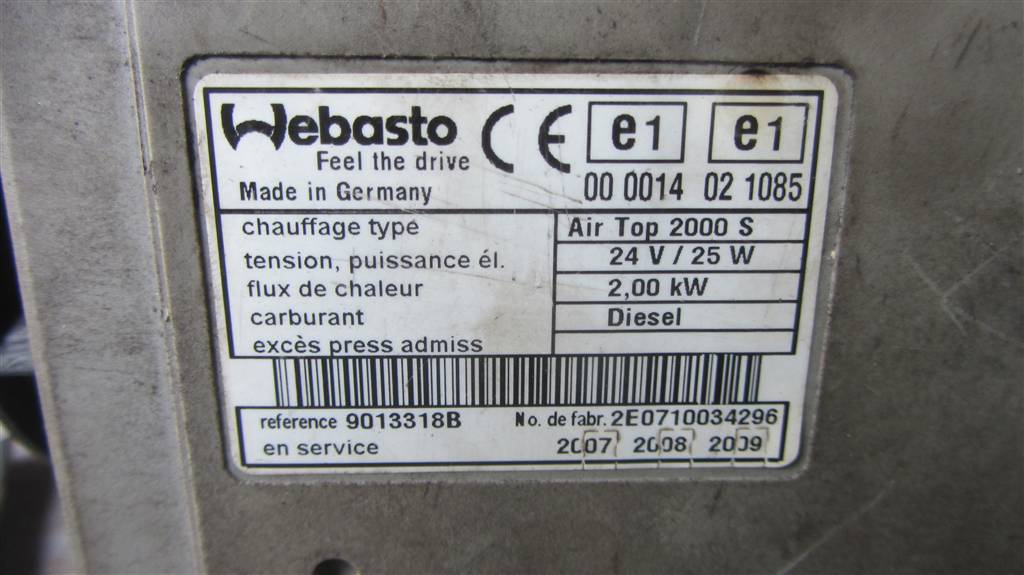 Webasto CE e1 e1
Feel the drive
Made in Germany 00 0014 02 1085
chauffage type Air Top 2000 S
tension, puissance él. 24 V / 25 W
flux de chaleur 2,00 kW
carburant Diesel
excès press admiss
reference 9013318B No. de fabr. 2E0710034296
en service 2007 2008 2009